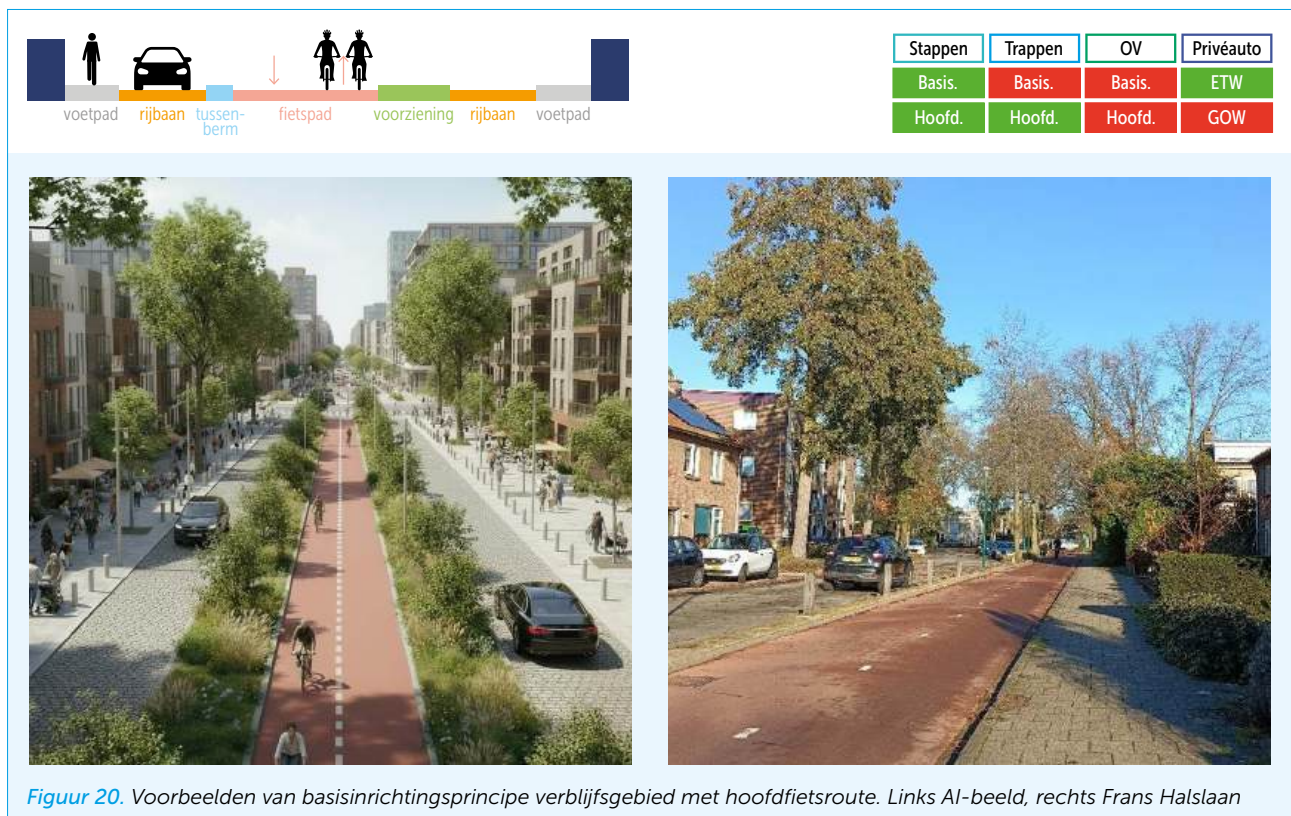 voetpad rijbaan tussen-
berm fietspad voorziening rijbaan voetpad
Stappen Trappen OV Privéauto
Basis. Basis. Basis. ETW
Hoofd. Hoofd. Hoofd. GOW
Figuur 20. Voorbeelden van basisinrichtingsprincipe verblijfsgebied met hoofdfietsroute. Links AI-beeld, rechts Frans Halslaan